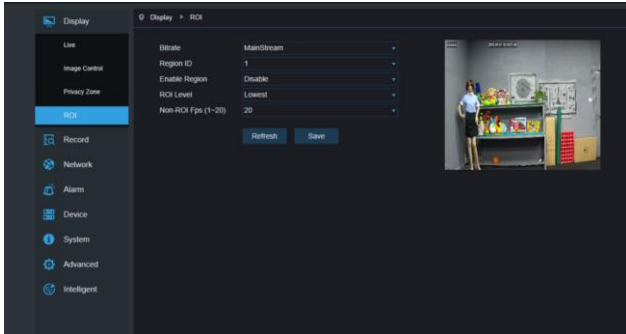 Display
Live
Image Control
Privacy Zone
ROI
Record
Network
Alarm
Device
System
Advanced
Intelligent
Display ROI
Bitrate MainStream
Region ID 1
Enable Region Disable
ROI Level Lowest
Non-ROI Fps (1~20) 20
Refresh Save